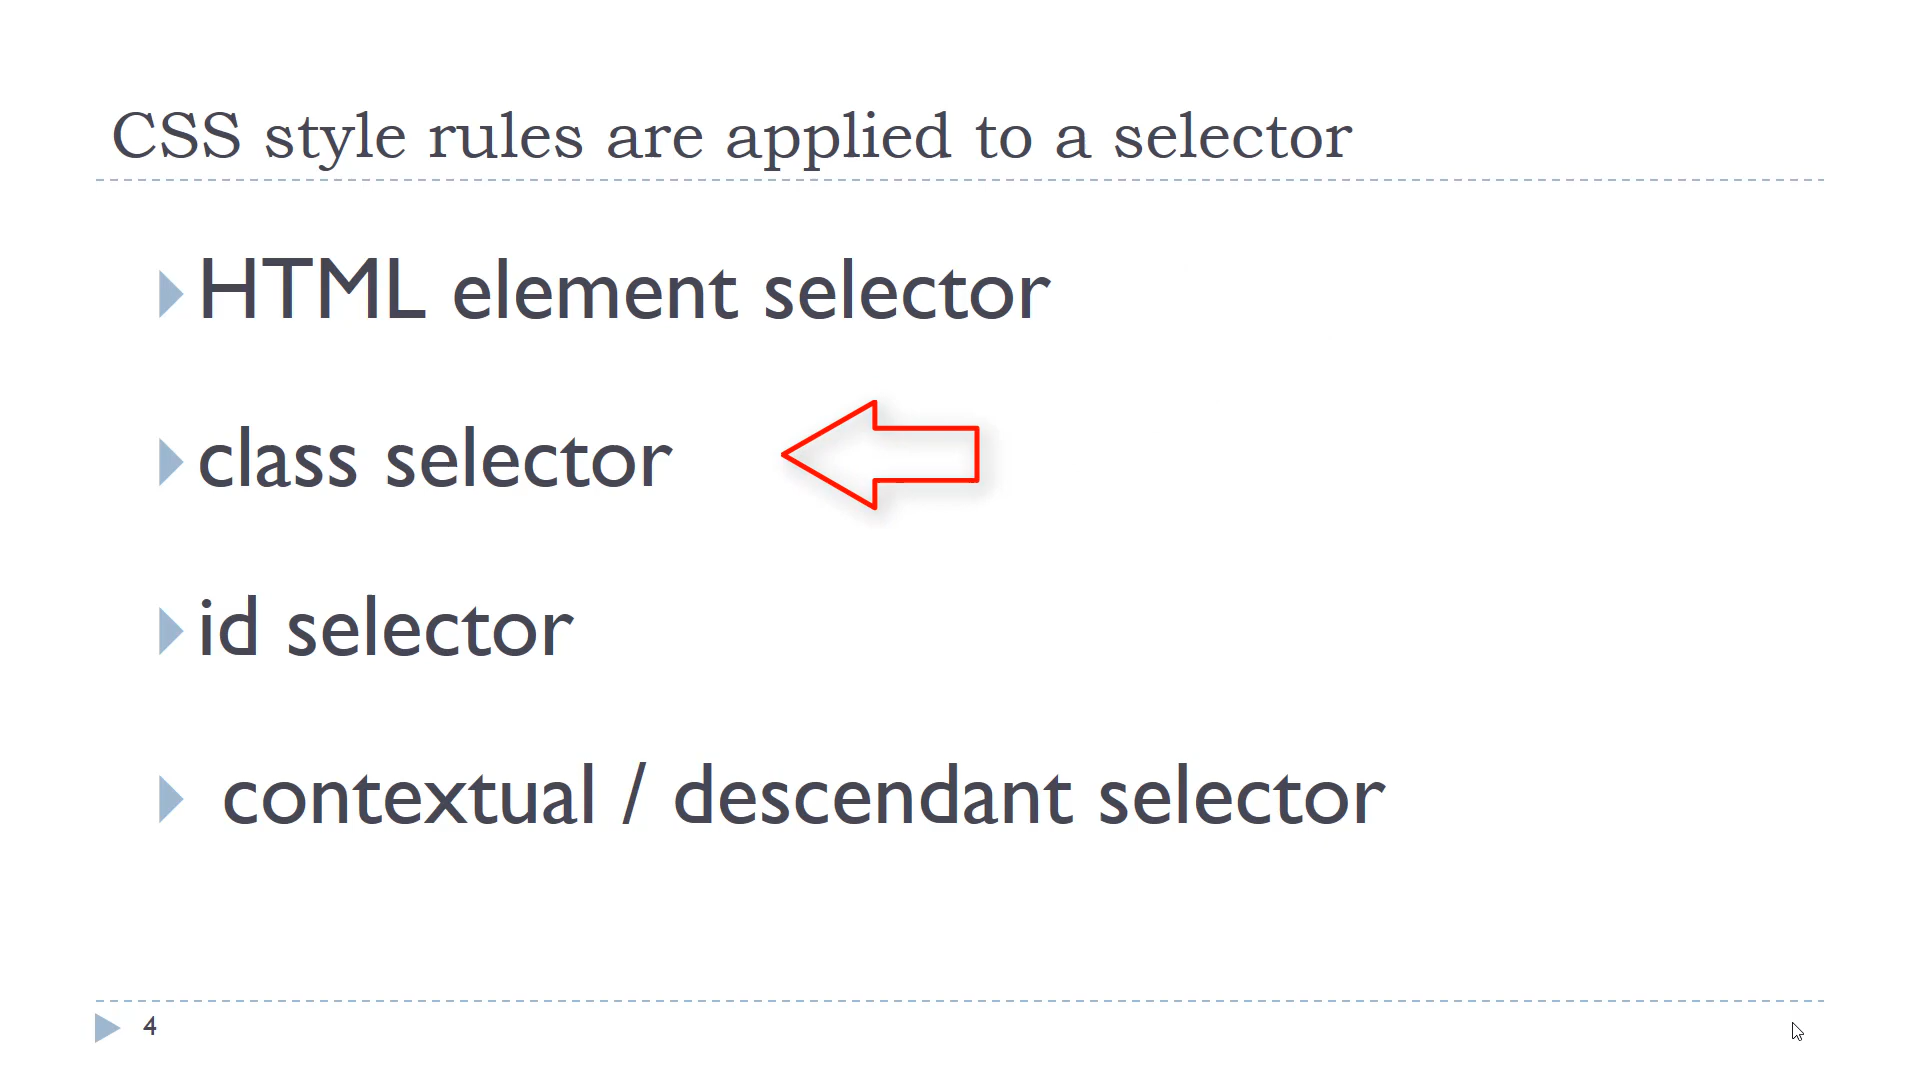 CSS style rules are applied to a selector
HTML element selector
class selector
id selector
contextual / descendant selector
4